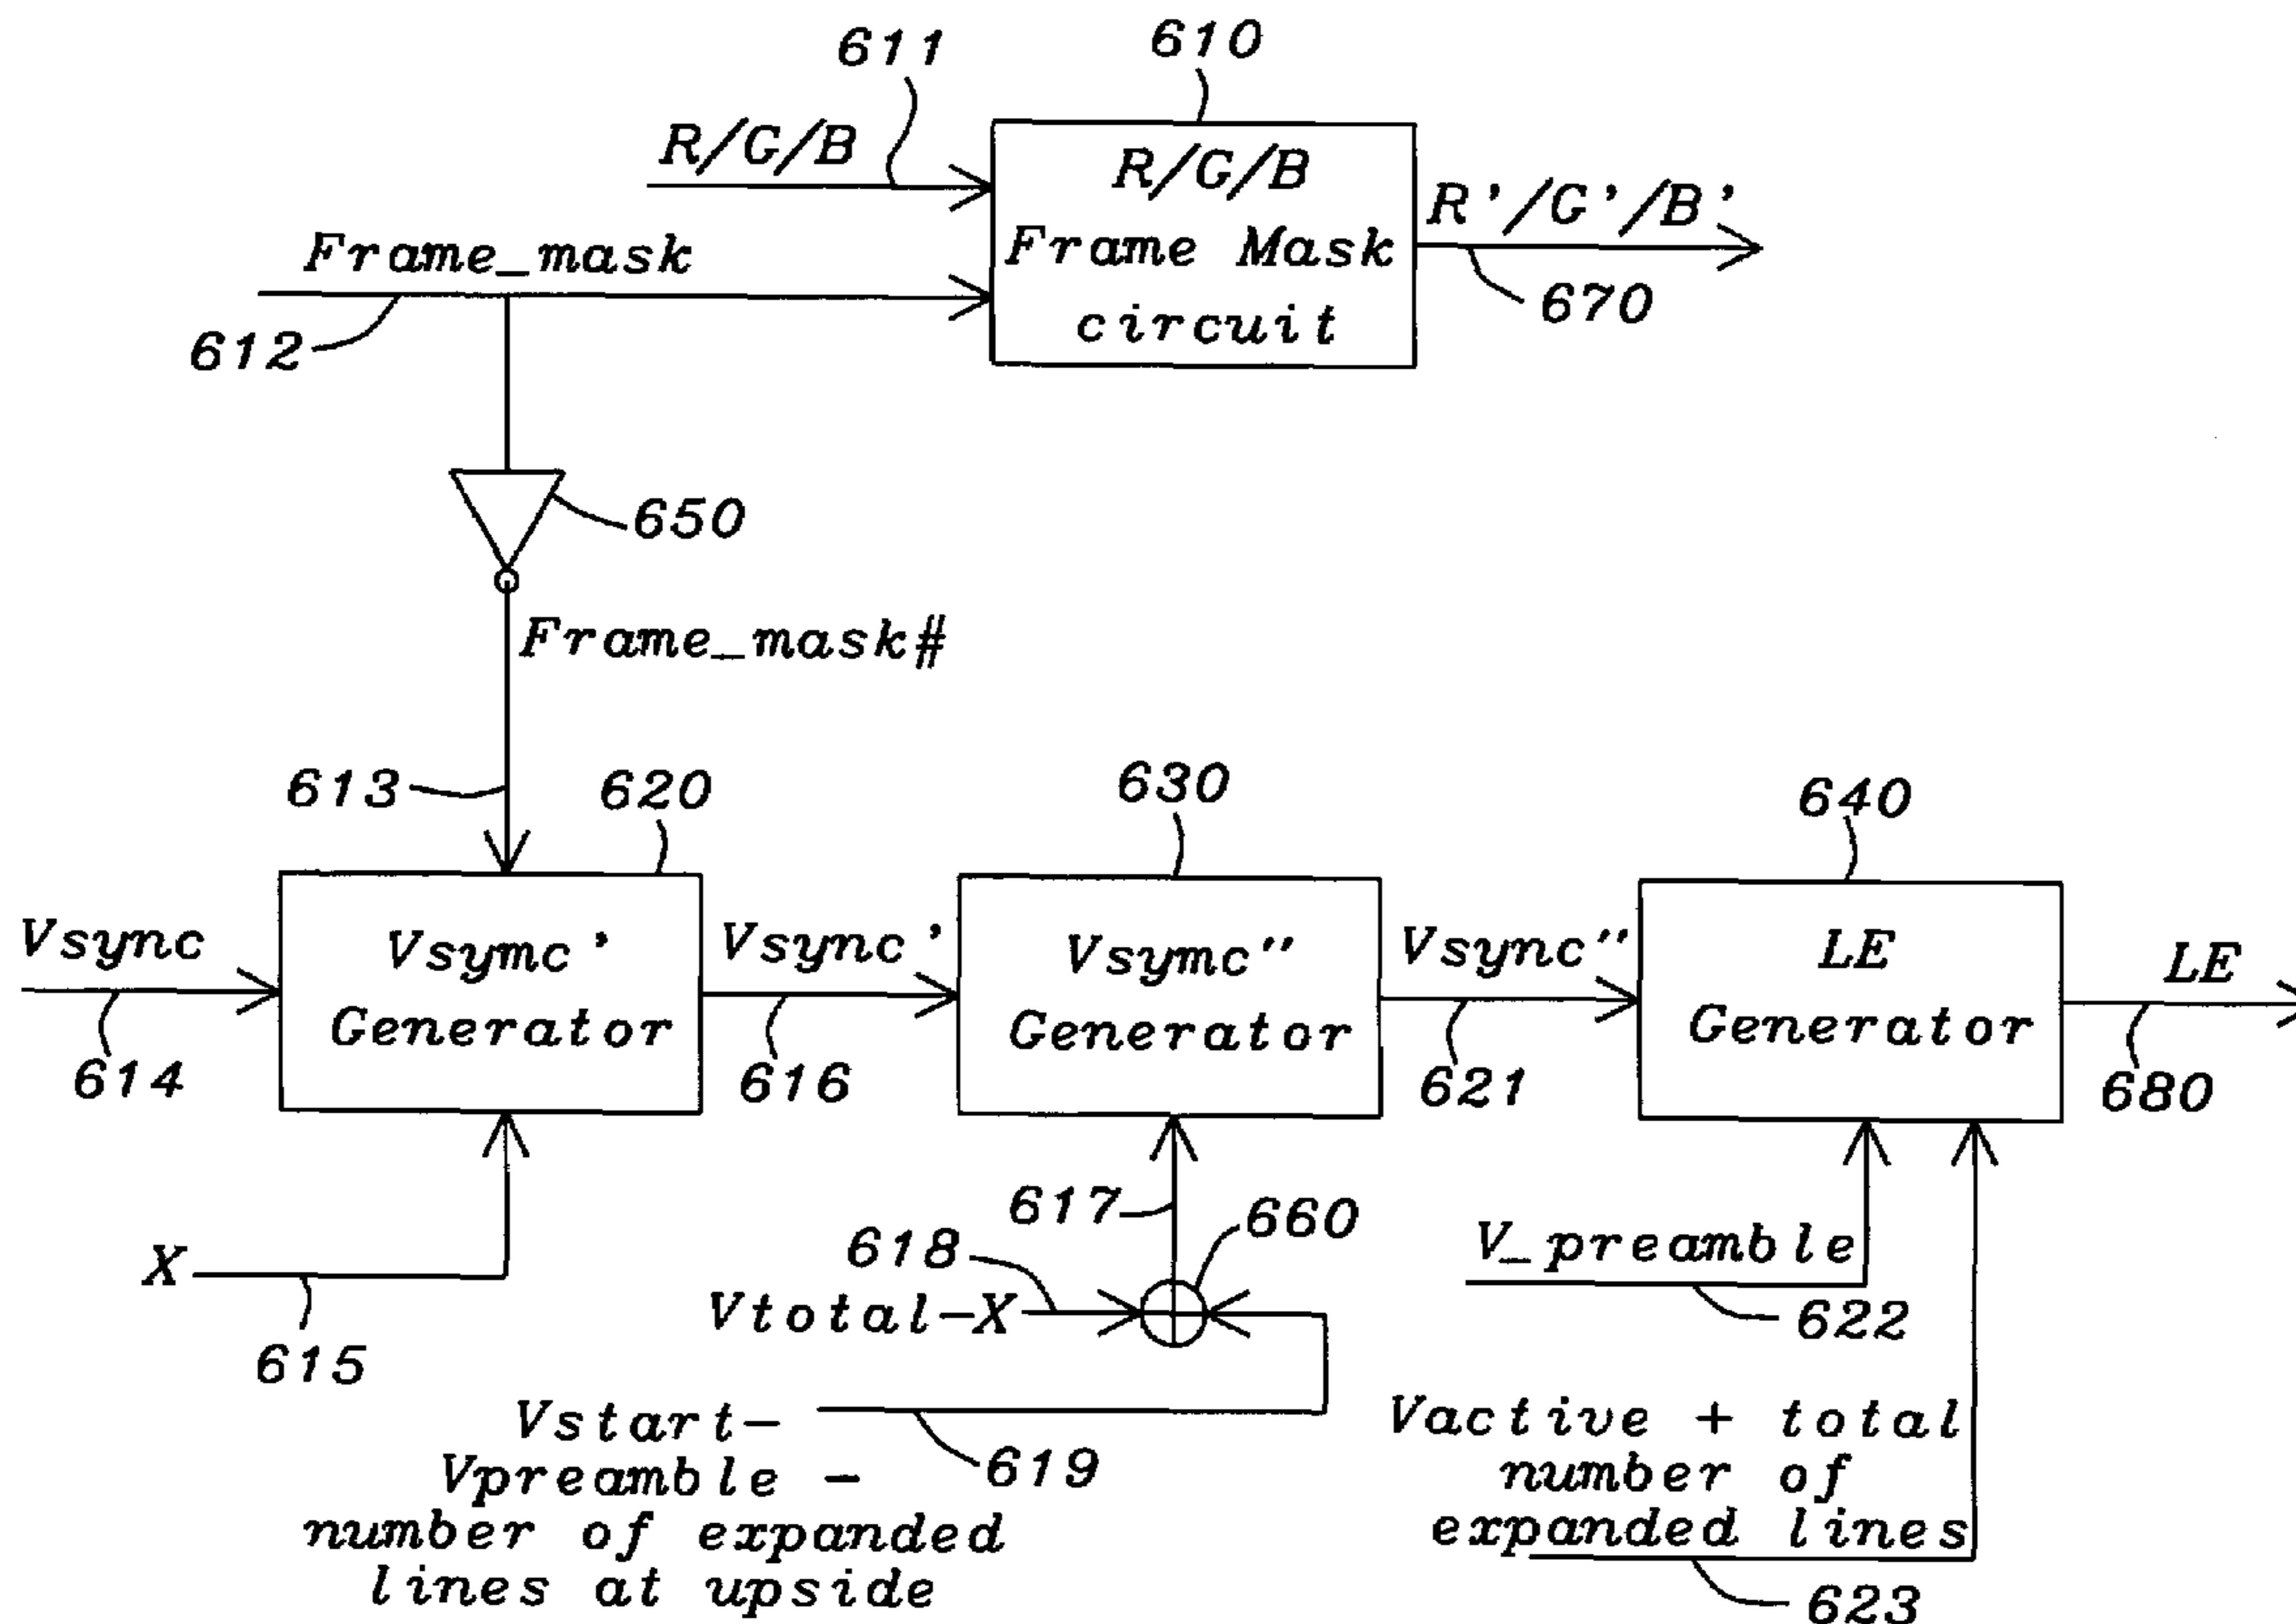 611
610
R/G/B
R/G/B
Frame Mask
circuit
R'/G'/B'
670
Frame_mask
612
650
Frame_mask#
613
620
630
640
Vsync
614
Vsymc'
Generator
Vsync'
616
Vsymc"
Generator
Vsync"
621
LE
Generator
LE
680
X
615
617
660
618
Vtotal-X
V_preamble
622
Vstart-
Vpreamble -
number of expanded
lines at upside
619
Vactive + total
number of
expanded lines
623